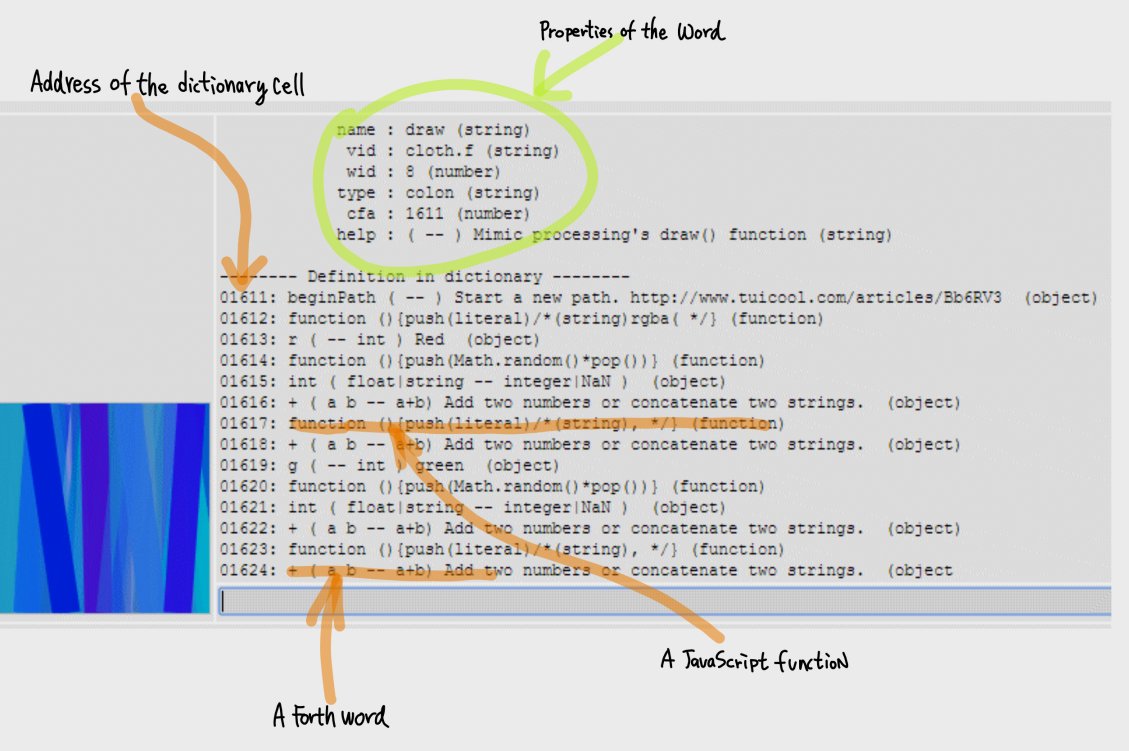 Properties of the Word
Address of the dictionary cell
name : draw (string)
vid : cloth.f (string)
wid : 8 (number)
type : colon (string)
cfa : 1611 (number)
help : ( -- ) Mimic processing's draw() function (string)
-------- Definition in dictionary --------
01611: beginPath ( -- ) Start a new path. http://www.tuicool.com/articles/Bb6RV3  (object)
01612: function (){push(literal)/*(string)rgba( */} (function)
01613: r ( -- int ) Red  (object)
01614: function (){push(Math.random()*pop())} (function)
01615: int ( float|string -- integer|NaN )  (object)
01616: + ( a b -- a+b) Add two numbers or concatenate two strings.  (object)
01617: function (){push(literal)/*(string), */} (function)
01618: + ( a b -- a+b) Add two numbers or concatenate two strings.  (object)
01619: g ( -- int ) green  (object)
01620: function (){push(Math.random()*pop())} (function)
01621: int ( float|string -- integer|NaN )  (object)
01622: + ( a b -- a+b) Add two numbers or concatenate two strings.  (object)
01623: function (){push(literal)/*(string), */} (function)
01624: + ( a b -- a+b) Add two numbers or concatenate two strings.  (object
A JavaScript function
A Forth word